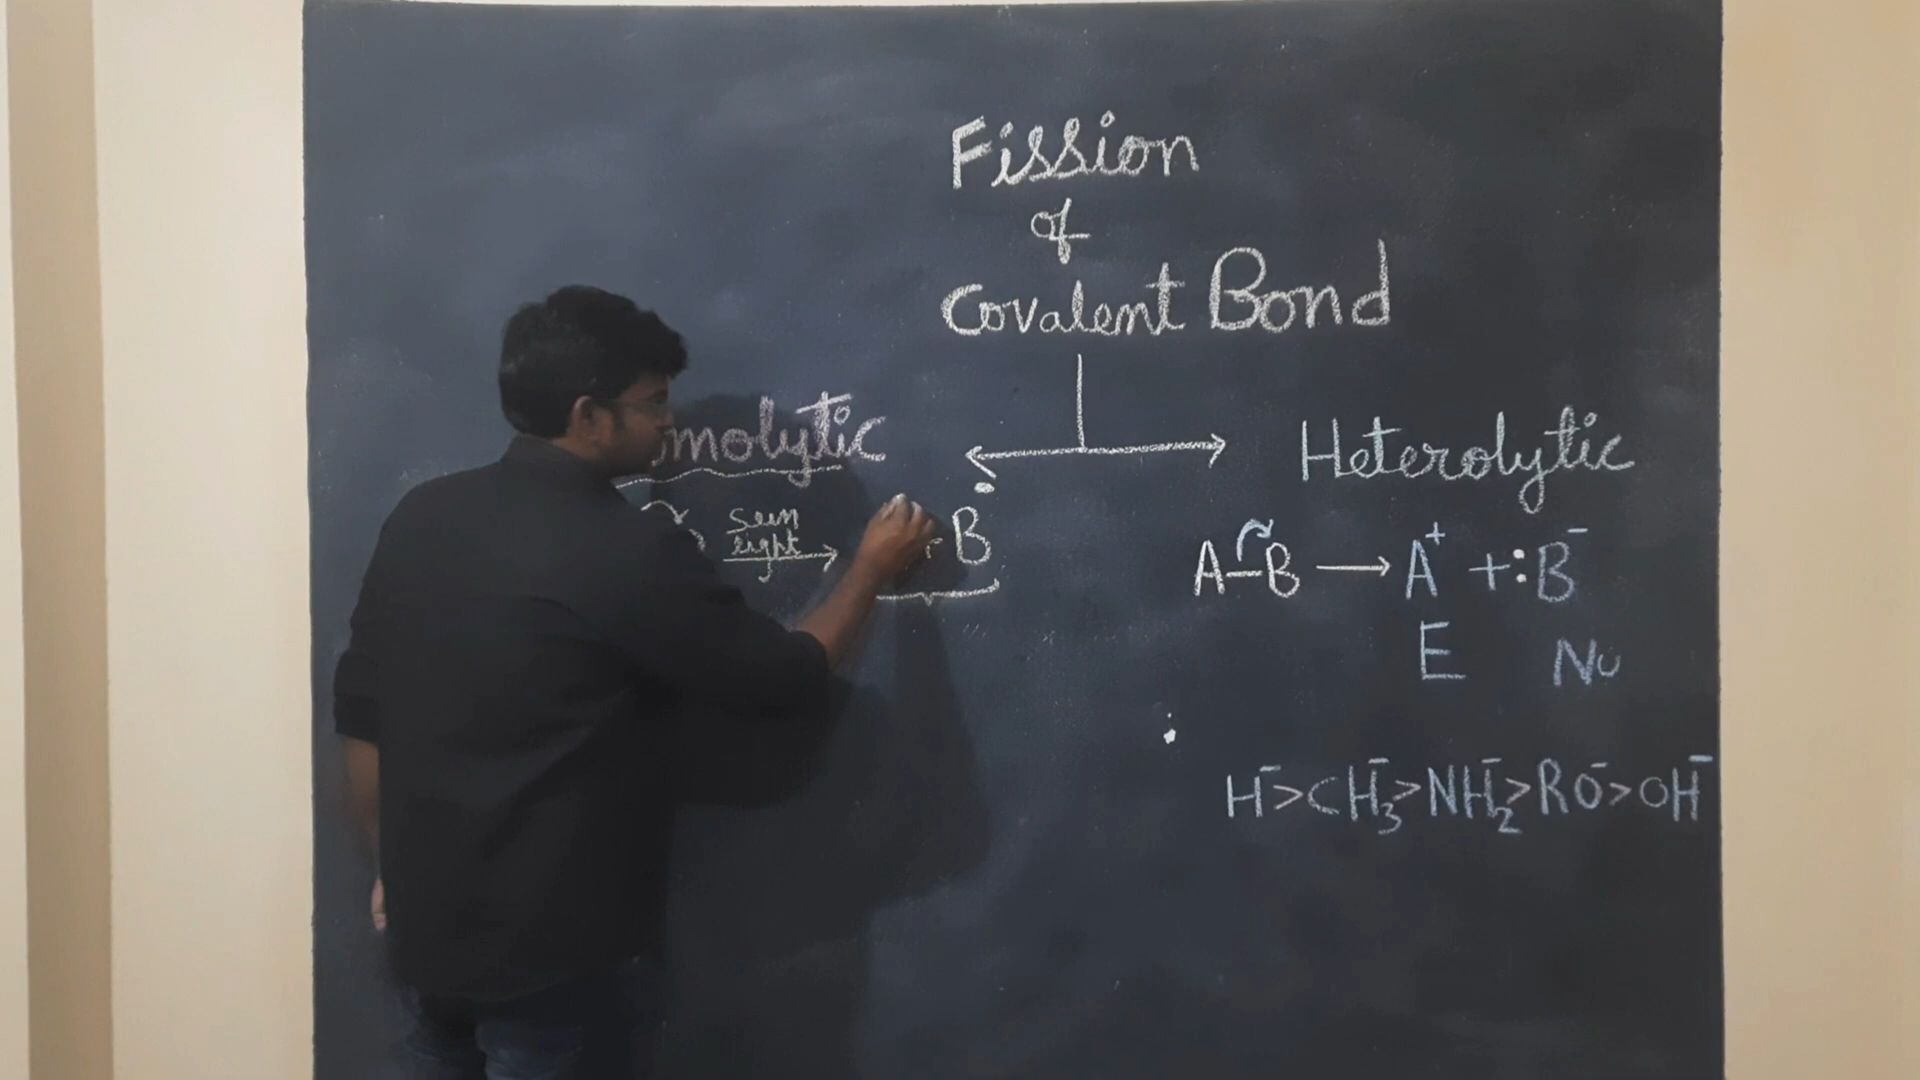 Fission
of
Covalent Bond
molytic
Heterolytic
Sun
light
+B
A–B → A⁺ + :B⁻
E Nu
H⁻>CH₃⁻>NH₂⁻>RO⁻>OH⁻